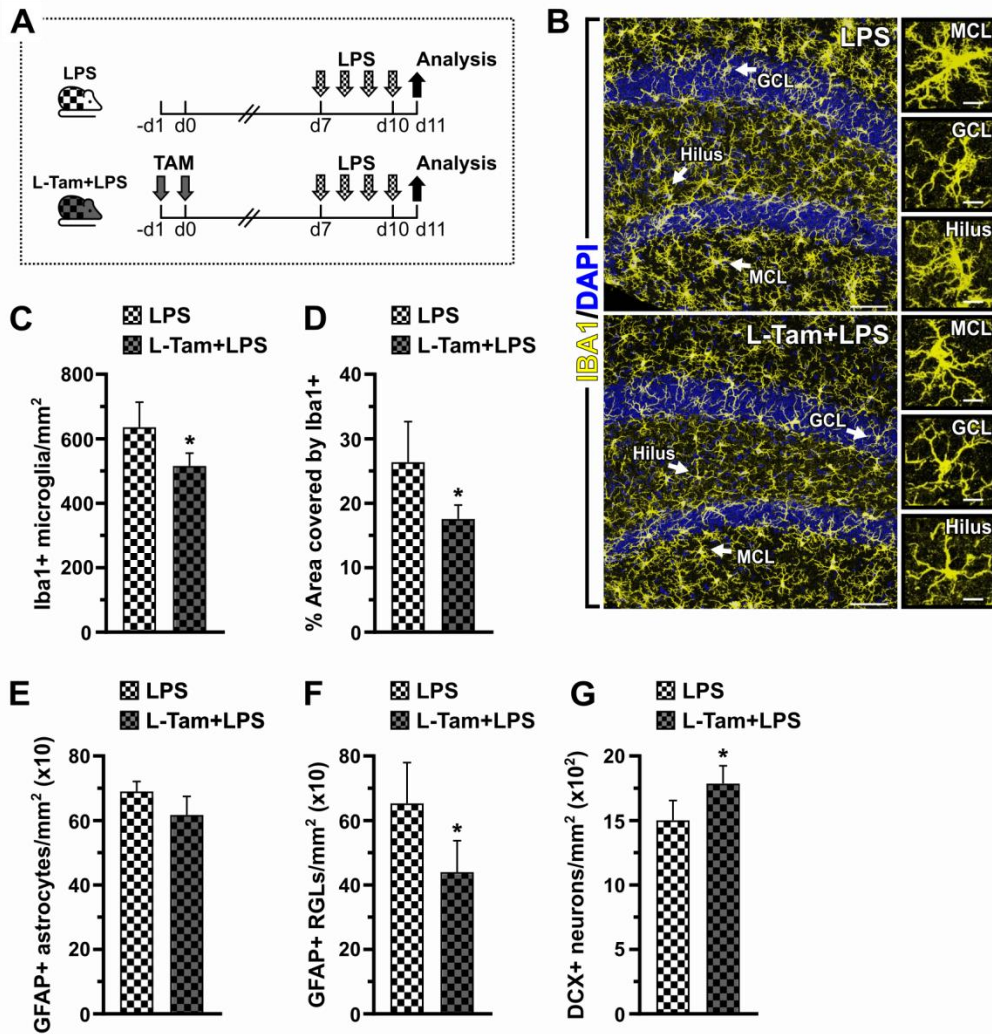 A
LPS
LPS
Analysis
-d1 d0 d7 d10 d11
L-Tam+LPS
TAM
LPS
Analysis
-d1 d0 d7 d10 d11
B
IBA1/DAPI
LPS
GCL
Hilus
MCL
MCL
GCL
Hilus
L-Tam+LPS
GCL
Hilus
MCL
MCL
GCL
Hilus
C
LPS
L-Tam+LPS
Iba1+ microglia/mm²
800
600
400
200
0
*
D
LPS
L-Tam+LPS
% Area covered by Iba1+
40
30
20
10
0
*
E
LPS
L-Tam+LPS
GFAP+ astrocytes/mm² (x10)
80
60
40
20
0
F
LPS
L-Tam+LPS
GFAP+ RGLs/mm² (x10)
80
60
40
20
0
*
G
LPS
L-Tam+LPS
DCX+ neurons/mm² (x10²)
20
15
10
5
0
*